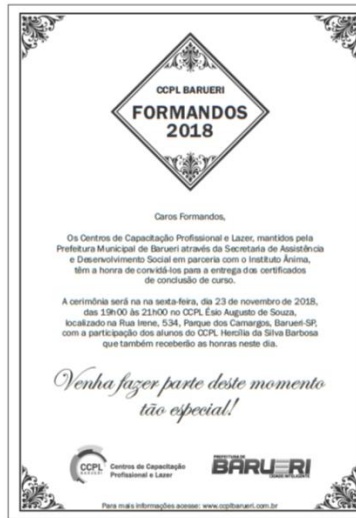 CCPL BARUERI
FORMANDOS
2018
Caros Formandos,
Os Centros de Capacitação Profissional e Lazer, mantidos pela
Prefeitura Municipal de Barueri através da Secretaria de Assistência
e Desenvolvimento Social em parceria com o Instituto Ânima,
têm a honra de convidá-los para a entrega dos certificados
de conclusão de curso.
A cerimônia será na na sexta-feira, dia 23 de novembro de 2018,
das 19h00 às 21h00 no CCPL Ésio Augusto de Souza,
localizado na Rua Irene, 534, Parque dos Camargos, Barueri-SP,
com a participação dos alunos do CCPL Hercília da Silva Barbosa
que também receberão as honras neste dia.
Venha fazer parte deste momento
tão especial!
CCPL
BARUERI
Centros de Capacitação
Profissional e Lazer
PREFEITURA DE
BARUERI
CIDADE INTELIGENTE
Para mais informações acesse: www.ccplbarueri.com.br